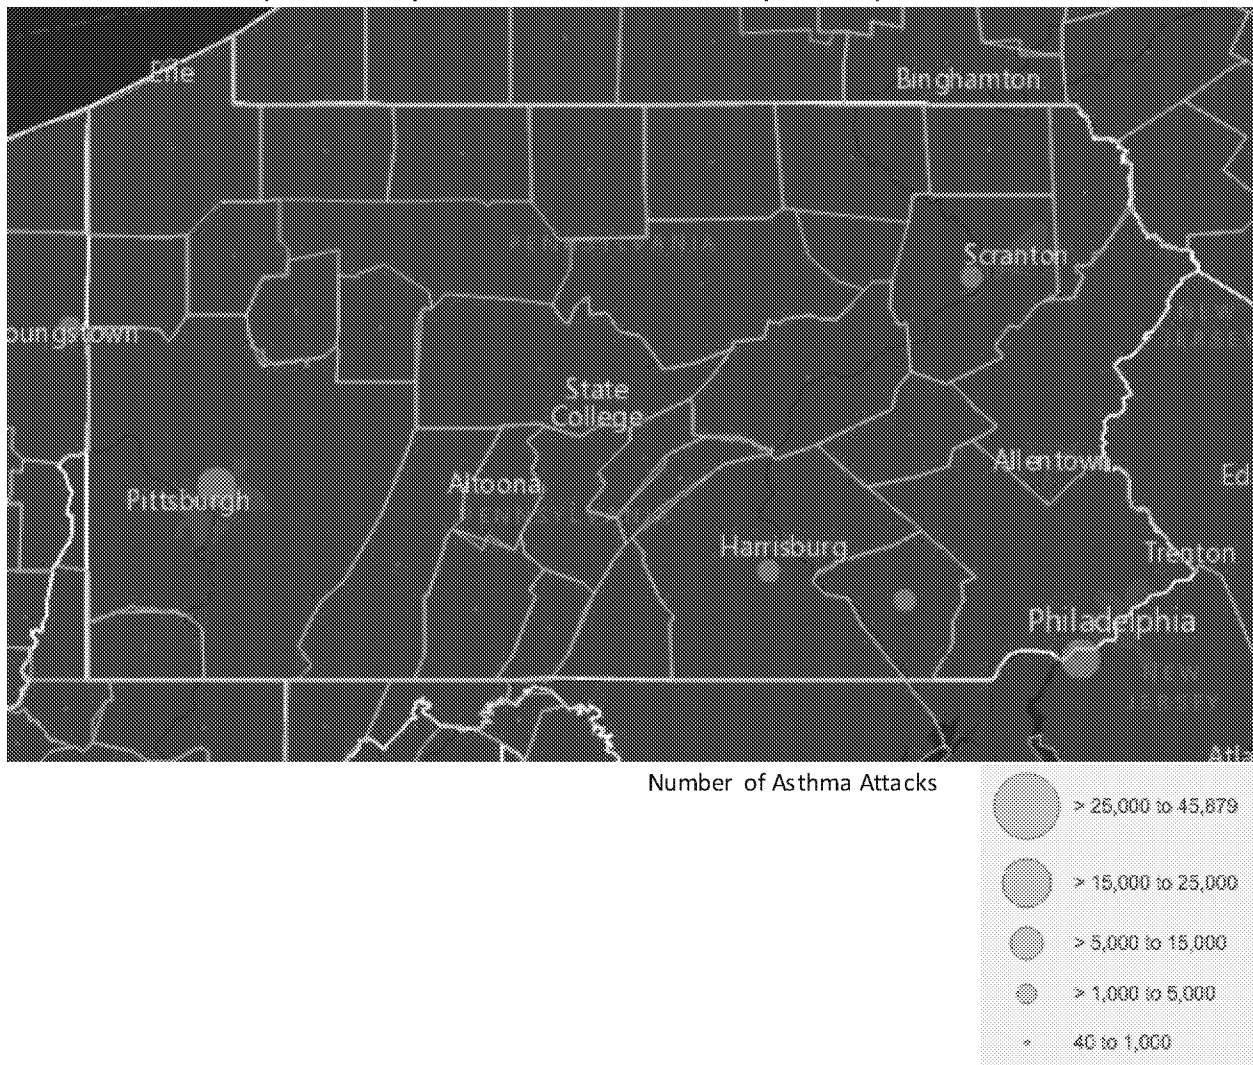 Erie
Binghamton
Scranton
oungstown
State
College
Allentown
Altoona
Ed
Pittsburgh
Harrisburg
Trenton
Philadelphia
Atla
Number of Asthma Attacks
> 25,000 to 45,879
> 15,000 to 25,000
> 5,000 to 15,000
> 1,000 to 5,000
40 to 1,000